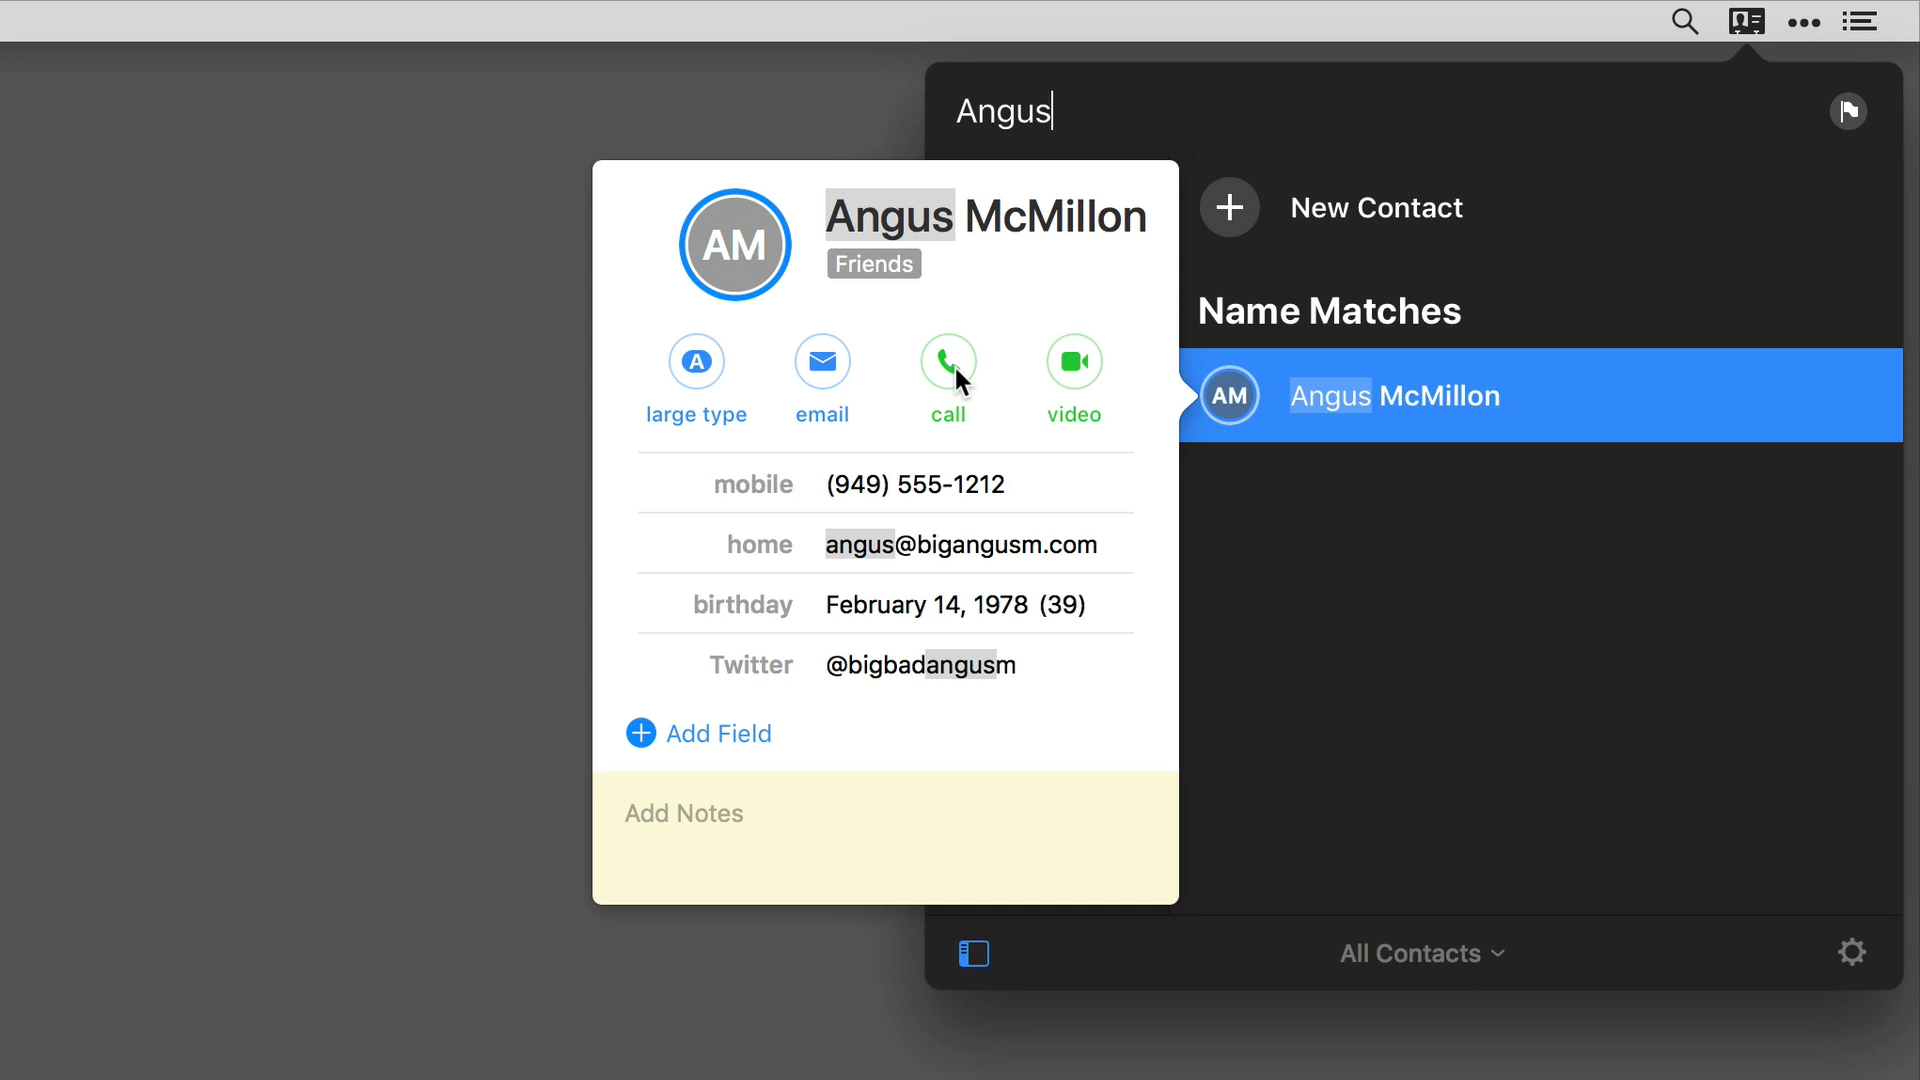 Angus
AM
Angus McMillon
Friends
A
large type
email
call
video
mobile (949) 555-1212
home angus@bigangusm.com
birthday February 14, 1978 (39)
Twitter @bigbadangusm
Add Field
Add Notes
New Contact
Name Matches
AM Angus McMillon
All Contacts